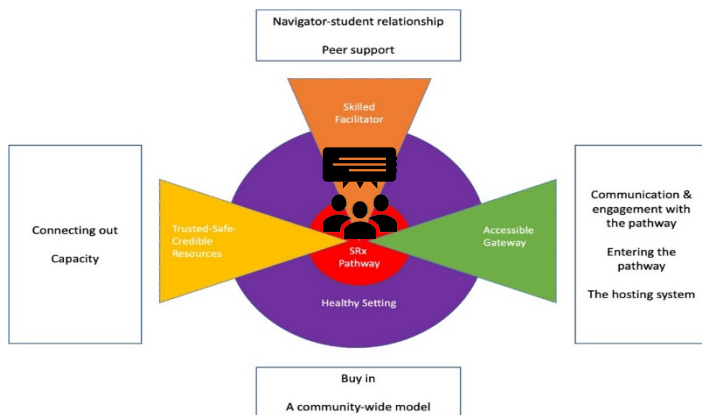 Navigator-student relationship
Peer support
Skilled
Facilitator
Connecting out
Capacity
Trusted-Safe-
Credible
Resources
SRx
Pathway
Accessible
Gateway
Communication &
engagement with
the pathway
Entering the
pathway
The hosting system
Healthy Setting
Buy in
A community-wide model